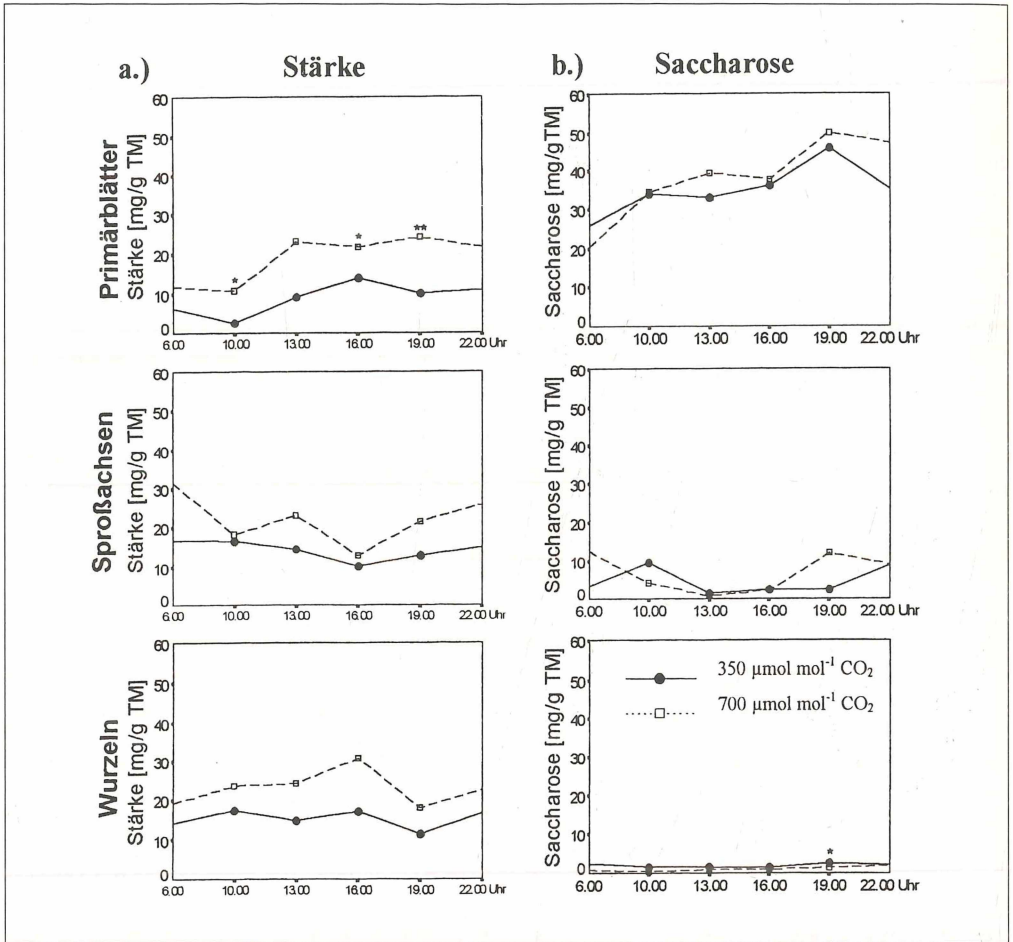 a.) Stärke
b.) Saccharose
Primärblätter
Stärke [mg/g TM]
60
50
40
30
20
10
0
6.00 10.00 13.00 16.00 19.00 22.00 Uhr
* * **
Saccharose [mg/gTM]
60
50
40
30
20
10
0
6.00 10.00 13.00 16.00 19.00 22.00 Uhr
Sproßachsen
Stärke [mg/g TM]
60
50
40
30
20
10
0
6.00 10.00 13.00 16.00 19.00 22.00 Uhr
Saccharose [mg/g TM]
60
50
40
30
20
10
0
6.00 10.00 13.00 16.00 19.00 22.00 Uhr
Wurzeln
Stärke [mg/g TM]
60
50
40
30
20
10
0
6.00 10.00 13.00 16.00 19.00 22.00 Uhr
Saccharose [mg/g TM]
60
50
40
30
20
10
0
350 µmol mol⁻¹ CO₂
700 µmol mol⁻¹ CO₂
*
6.00 10.00 13.00 16.00 19.00 22.00 Uhr